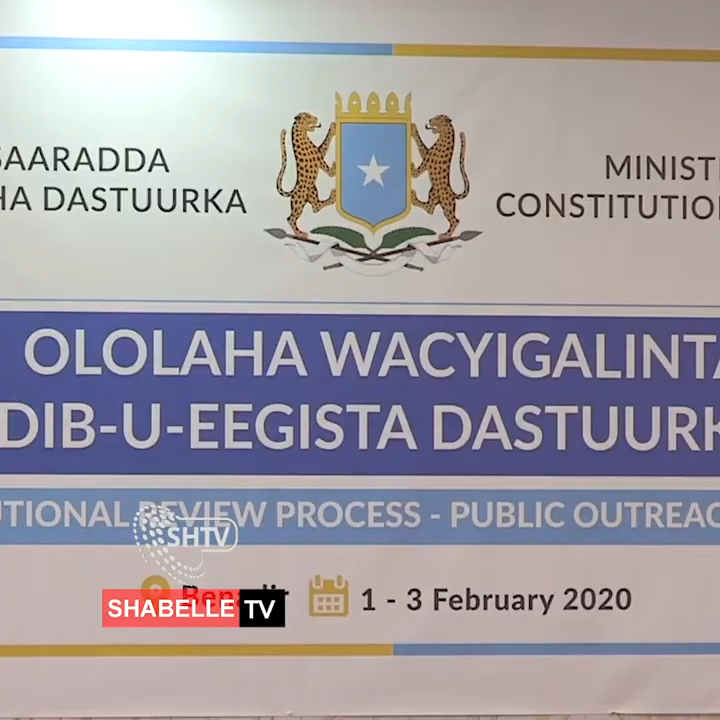 SAARADDA
HA DASTUURKA
MINIST
CONSTITUTIO
OLOLAHA WACYIGALINTA
DIB-U-EEGISTA DASTUURK
UTIONAL REVIEW PROCESS - PUBLIC OUTREAC
SHTV
Benadir
1 - 3 February 2020
SHABELLE TV